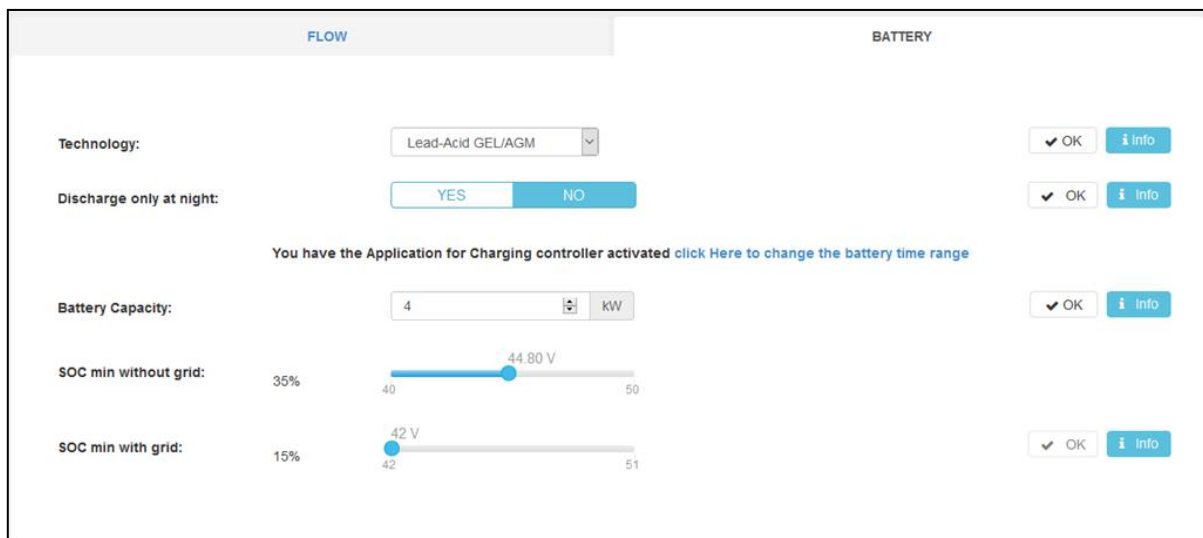 FLOW
BATTERY
Technology:
Lead-Acid GEL/AGM
OK
i Info
Discharge only at night:
YES
NO
OK
i Info
You have the Application for Charging controller activated click Here to change the battery time range
Battery Capacity:
4
kW
OK
i Info
SOC min without grid:
35%
44.80 V
40
50
SOC min with grid:
15%
42 V
42
51
OK
i Info